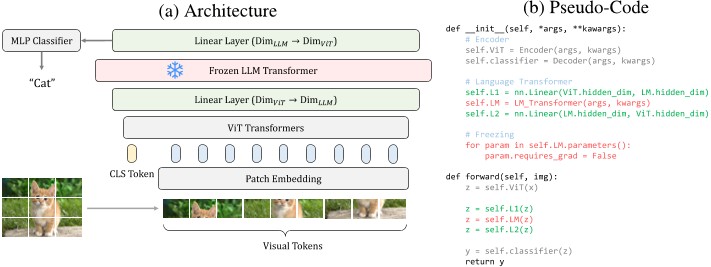 (a) Architecture
MLP Classifier
Linear Layer (Dim_LLM → Dim_ViT)
"Cat"
Frozen LLM Transformer
Linear Layer (Dim_ViT → Dim_LLM)
ViT Transformers
CLS Token
Patch Embedding
Visual Tokens
(b) Pseudo-Code
def __init__(self, *args, **kawargs):
# Encoder
self.ViT = Encoder(args, kwargs)
self.classifier = Decoder(args, kwargs)
# Language Transformer
self.L1 = nn.Linear(ViT.hidden_dim, LM.hidden_dim)
self.LM = LM_Transformer(args, kwargs)
self.L2 = nn.Linear(LM.hidden_dim, ViT.hidden_dim)
# Freezing
for param in self.LM.parameters():
param.requires_grad = False
def forward(self, img):
z = self.ViT(x)
z = self.L1(z)
z = self.LM(z)
z = self.L2(z)
y = self.classifier(z)
return y